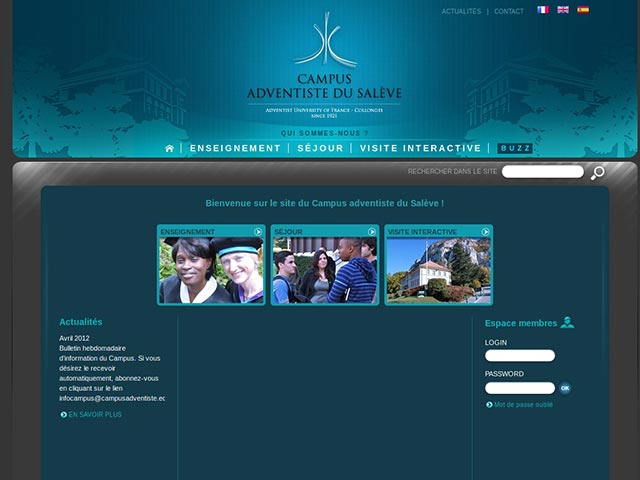 ACTUALITÉS | CONTACT
CAMPUS
ADVENTISTE DU SALÈVE
ADVENTIST UNIVERSITY OF FRANCE - COLLONGES
SINCE 1921
QUI SOMMES-NOUS ?
ENSEIGNEMENT | SÉJOUR | VISITE INTERACTIVE | BUZZ
RECHERCHER DANS LE SITE
Bienvenue sur le site du Campus adventiste du Salève !
ENSEIGNEMENT
SÉJOUR
VISITE INTERACTIVE
Actualités
Avril 2012
Bulletin hebdomadaire
d'information du Campus. Si vous
désirez le recevoir
automatiquement, abonnez-vous
en cliquant sur le lien
infocampus@campusadventiste.ec
EN SAVOIR PLUS
Espace membres
LOGIN
PASSWORD
OK
Mot de passe oublié